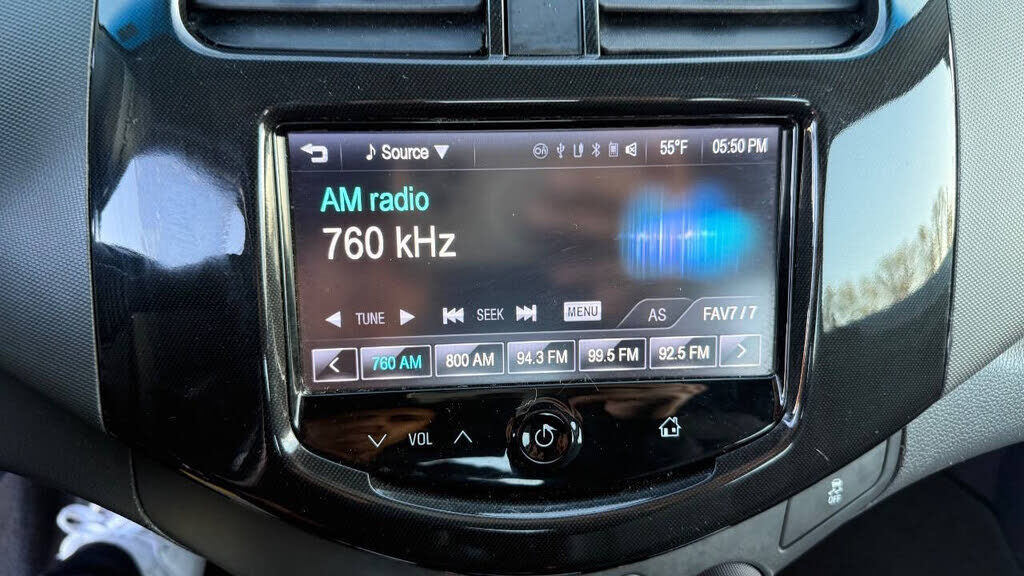 Source 55°F 05:50 PM
AM radio
760 kHz
TUNE SEEK MENU AS FAV7 / 7
760 AM 800 AM 94.3 FM 99.5 FM 92.5 FM
VOL